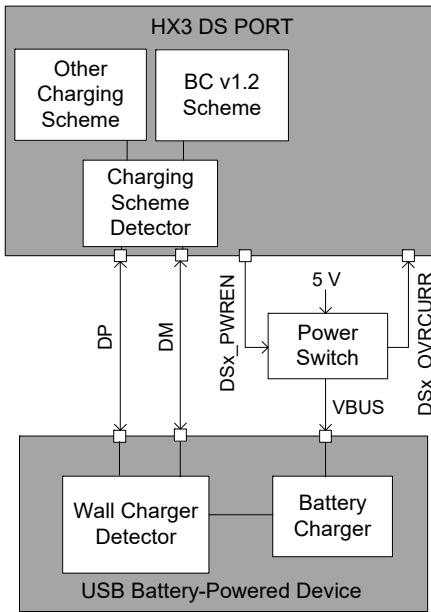 HX3 DS PORT
Other
Charging
Scheme
BC v1.2
Scheme
Charging
Scheme
Detector
DP
DM
DSx_PWREN
5 V
Power
Switch
DSx_OVRCURR
VBUS
Wall Charger
Detector
Battery
Charger
USB Battery-Powered Device